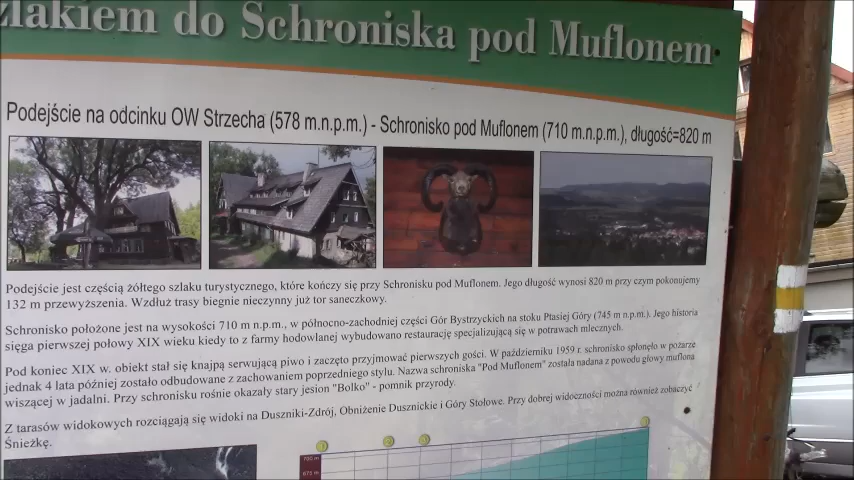 zlakiem do Schroniska pod Muflonem
Podejście na odcinku OW Strzecha (578 m.n.p.m.) - Schronisko pod Muflonem (710 m.n.p.m.), długość=820 m
Podejście jest częścią żółtego szlaku turystycznego, które kończy się przy Schronisku pod Muflonem. Jego długość wynosi 820 m przy czym pokonujemy
132 m przewyższenia. Wzdłuż trasy biegnie nieczynny już tor saneczkowy.
Schronisko położone jest na wysokości 710 m n.p.m., w północno-zachodniej części Gór Bystrzyckich na stoku Ptasiej Góry (745 m n.p.m.). Jego historia
sięga pierwszej połowy XIX wieku kiedy to z farmy hodowlanej wybudowano restaurację specjalizującą się w potrawach mlecznych.
Pod koniec XIX w. obiekt stał się knajpą serwującą piwo i zaczęto przyjmować pierwszych gości. W październiku 1959 r. schronisko spłonęło w pożarze
jednak 4 lata później zostało odbudowane z zachowaniem poprzedniego stylu. Nazwa schroniska "Pod Muflonem" została nadana z powodu głowy muflona
wiszącej w jadalni. Przy schronisku rośnie okazały stary jesion "Bolko" - pomnik przyrody.
Z tarasów widokowych rozciągają się widoki na Duszniki-Zdrój, Obniżenie Dusznickie i Góry Stołowe. Przy dobrej widoczności można również zobaczyć
Śnieżkę.